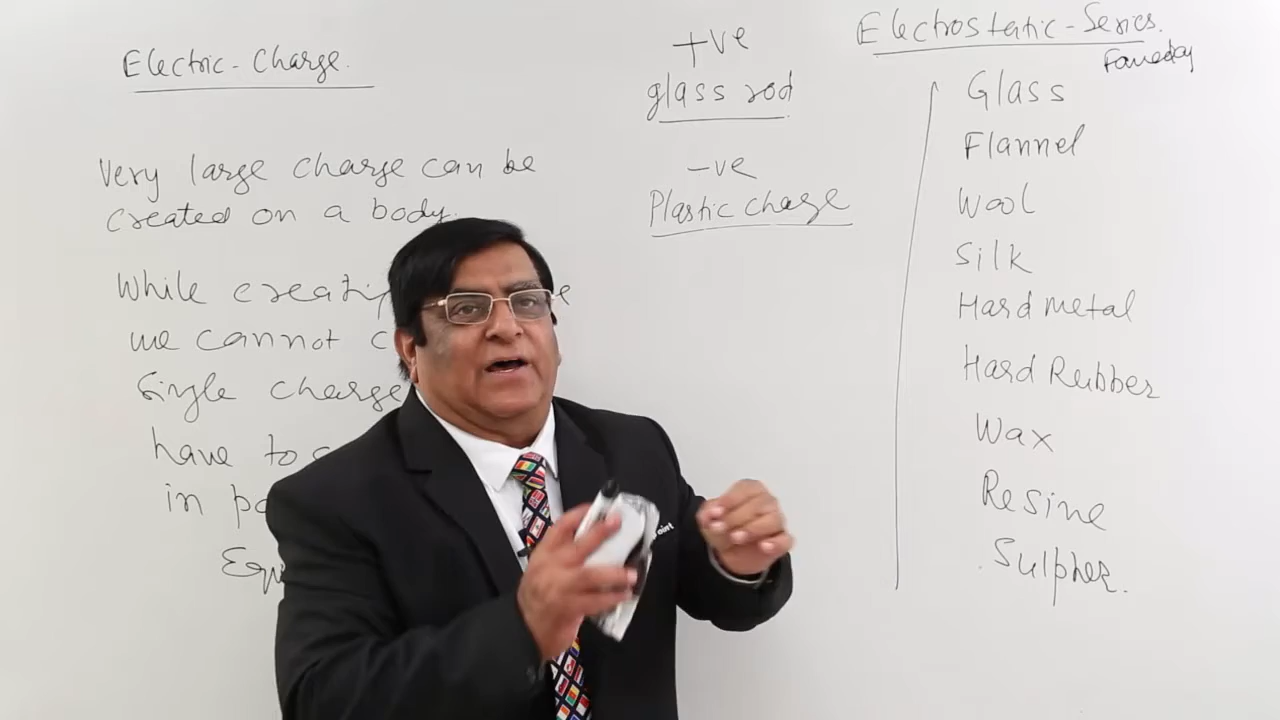 Electric-Charge.
Very large charge can be
created on a body.
While
we cannot
Single charge
have to
in
+ve
glass rod
-ve
Plastic charge
Electrostatic-Series.
Faraday
Glass
Flannel
Wool
Silk
Hard metal
Hard Rubber
Wax
Resine
Sulpher.